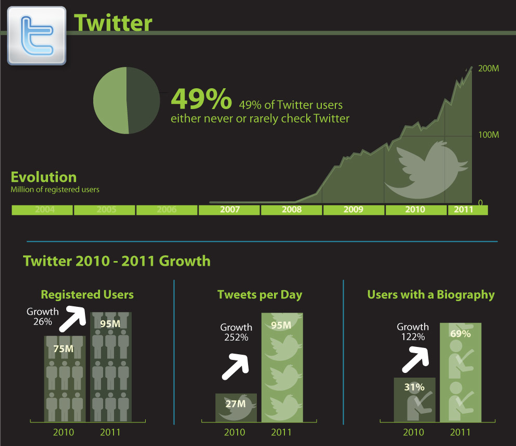 t
Twitter
49% 49% of Twitter users
either never or rarely check Twitter
200M
100M
0
Evolution
Million of registered users
2004 2005 2006 2007 2008 2009 2010 2011
Twitter 2010 - 2011 Growth
Registered Users
Growth
26%
75M
95M
2010 2011
Tweets per Day
Growth
252%
27M
95M
2010 2011
Users with a Biography
Growth
122%
31%
69%
2010 2011